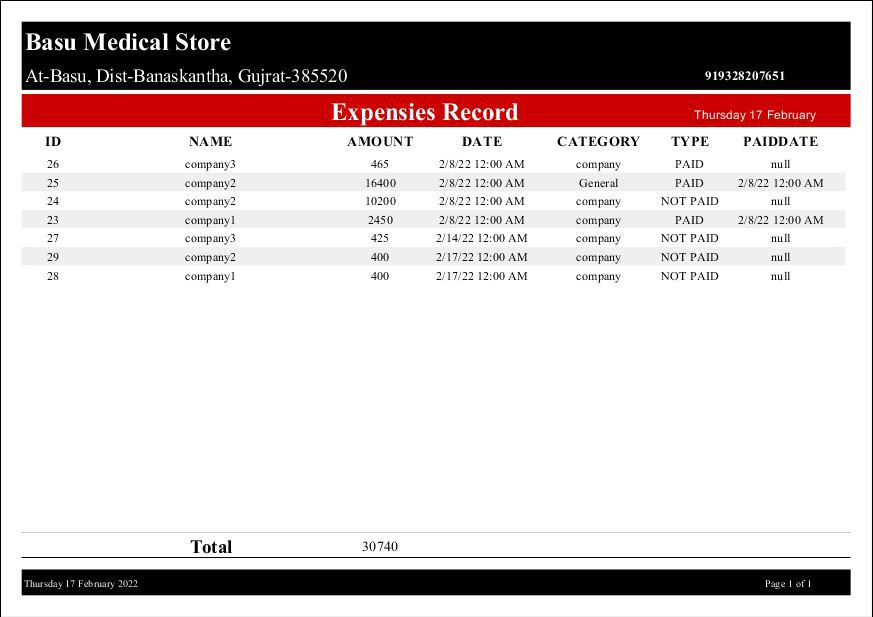 Basu Medical Store
At-Basu, Dist-Banaskantha, Gujrat-385520 919328207651
Expensies Record Thursday 17 February
ID NAME AMOUNT DATE CATEGORY TYPE PAIDDATE
26 company3 465 2/8/22 12:00 AM company PAID null
25 company2 16400 2/8/22 12:00 AM General PAID 2/8/22 12:00 AM
24 company2 10200 2/8/22 12:00 AM company NOT PAID null
23 company1 2450 2/8/22 12:00 AM company PAID 2/8/22 12:00 AM
27 company3 425 2/14/22 12:00 AM company NOT PAID null
29 company2 400 2/17/22 12:00 AM company NOT PAID null
28 company1 400 2/17/22 12:00 AM company NOT PAID null
Total 30740
Thursday 17 February 2022 Page 1 of 1